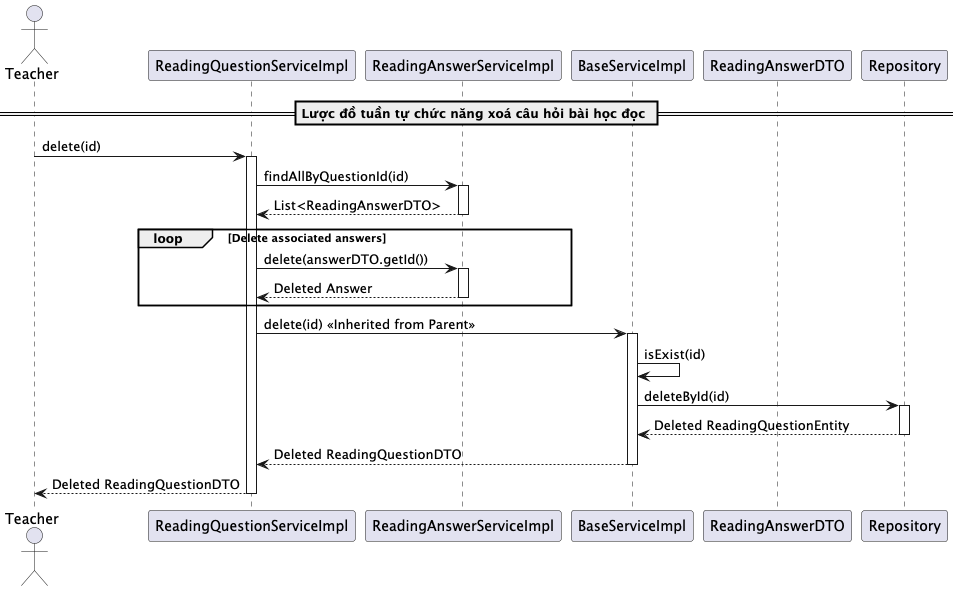 Teacher
ReadingQuestionServiceImpl
ReadingAnswerServiceImpl
BaseServiceImpl
ReadingAnswerDTO
Repository
Lược đồ tuần tự chức năng xoá câu hỏi bài học đọc
delete(id)
findAllByQuestionId(id)
List<ReadingAnswerDTO>
loop
[Delete associated answers]
delete(answerDTO.getId())
Deleted Answer
delete(id) «Inherited from Parent»
isExist(id)
deleteById(id)
Deleted ReadingQuestionEntity
Deleted ReadingQuestionDTO
Deleted ReadingQuestionDTO
Teacher
ReadingQuestionServiceImpl
ReadingAnswerServiceImpl
BaseServiceImpl
ReadingAnswerDTO
Repository